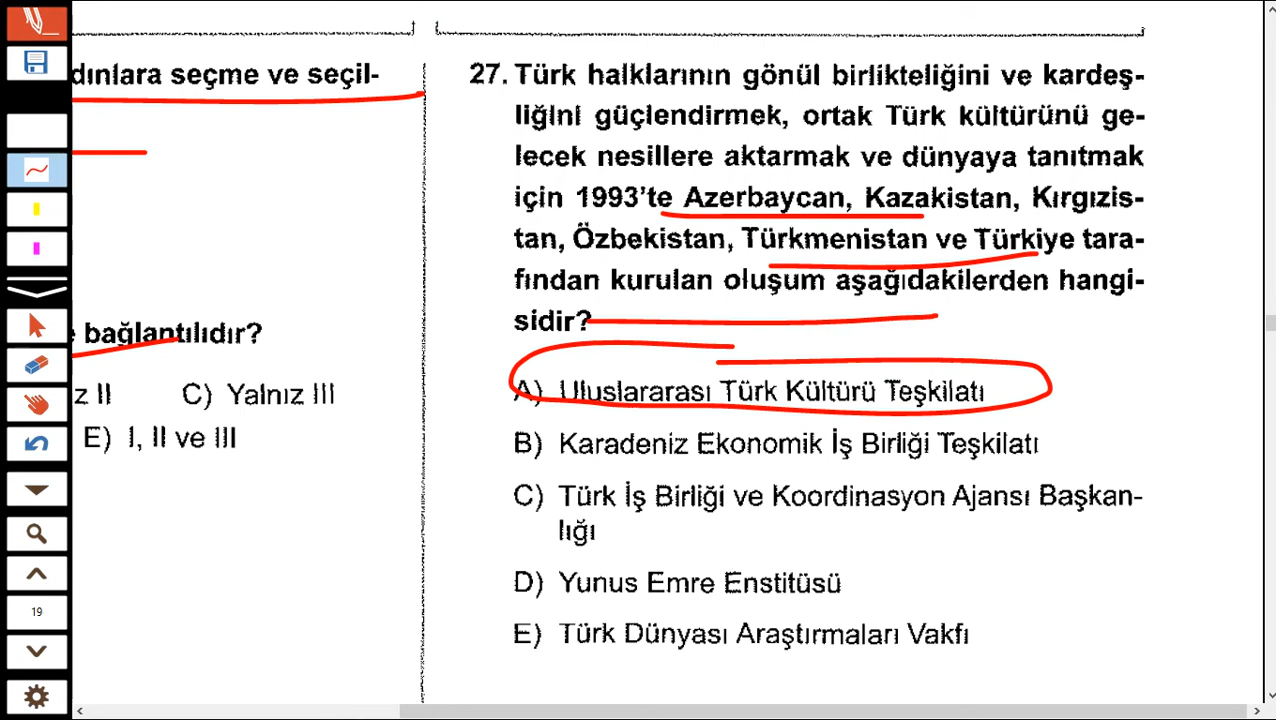 dınlara seçme ve seçil-
bağlantılıdır?
z II C) Yalnız III
E) I, II ve III
27. Türk halklarının gönül birlikteliğini ve kardeş-
liğini güçlendirmek, ortak Türk kültürünü ge-
lecek nesillere aktarmak ve dünyaya tanıtmak
için 1993'te Azerbaycan, Kazakistan, Kırgızis-
tan, Özbekistan, Türkmenistan ve Türkiye tara-
fından kurulan oluşum aşağıdakilerden hangi-
sidir?
A) Uluslararası Türk Kültürü Teşkilatı
B) Karadeniz Ekonomik İş Birliği Teşkilatı
C) Türk İş Birliği ve Koordinasyon Ajansı Başkan-
lığı
D) Yunus Emre Enstitüsü
E) Türk Dünyası Araştırmaları Vakfı
19